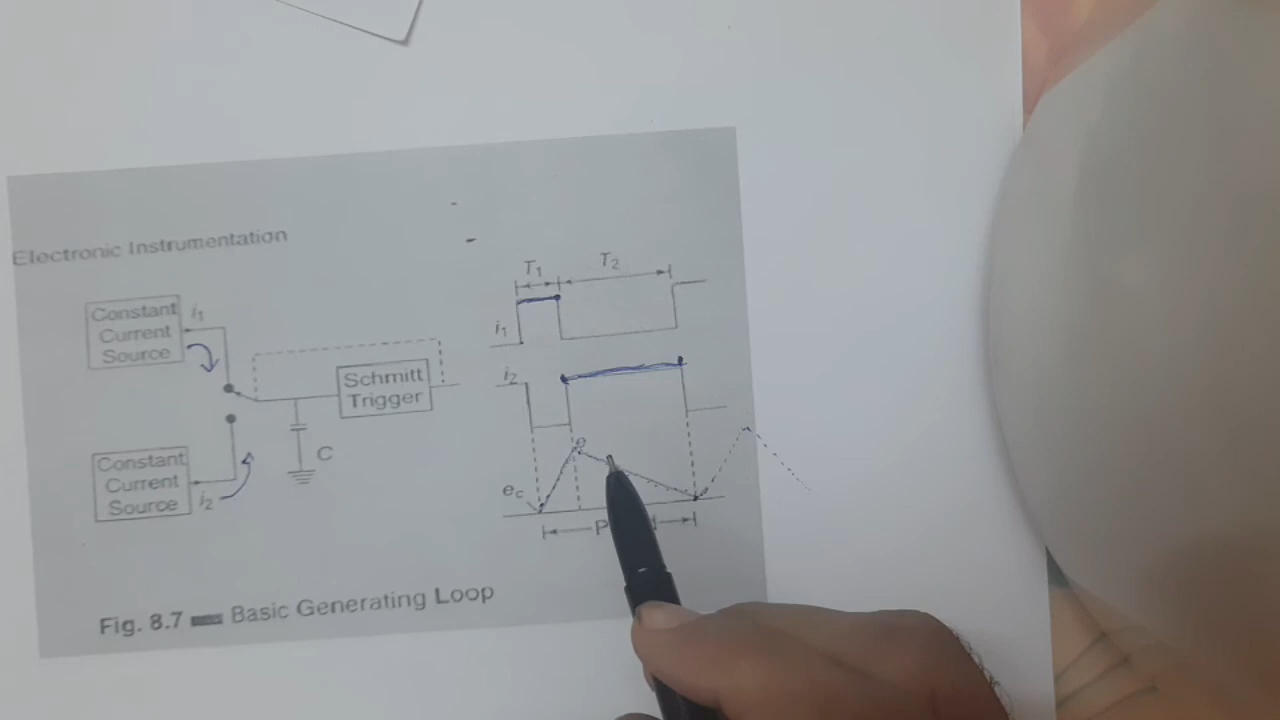 Electronic Instrumentation
Constant
Current
Source
i1
Schmitt
Trigger
C
Constant
Current
Source
i2
T1
T2
i1
i2
e
ec
Fig. 8.7 Basic Generating Loop